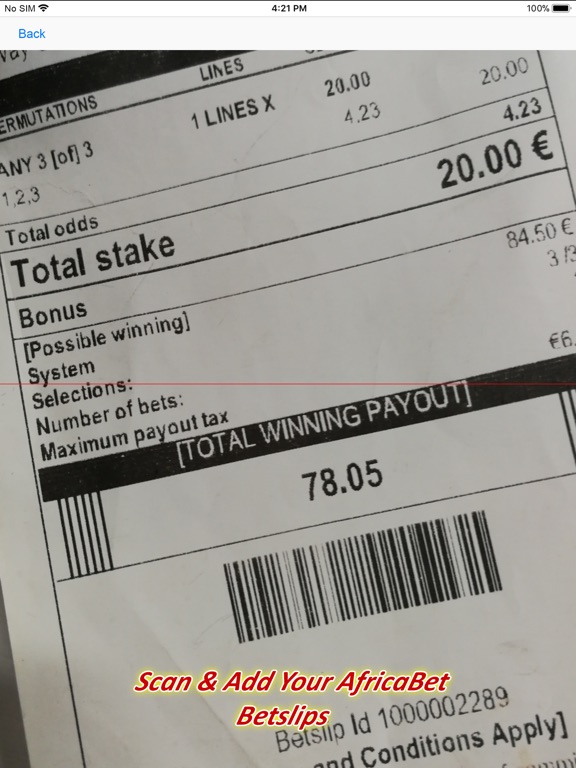 No SIM 4:21 PM 100%
Back
LINES
ERMUTATIONS 1 LINES X 20.00 20.00
ANY 3 [of] 3 4.23 4.23
1,2,3
Total odds 20.00 €
Total stake
Bonus 84.50 €
[Possible winning] 3 /3
System
Selections: €6.
Number of bets:
Maximum payout tax
[TOTAL WINNING PAYOUT]
78.05
Scan & Add Your AfricaBet
Betslips
Betslip Id 1000002289
and Conditions Apply]